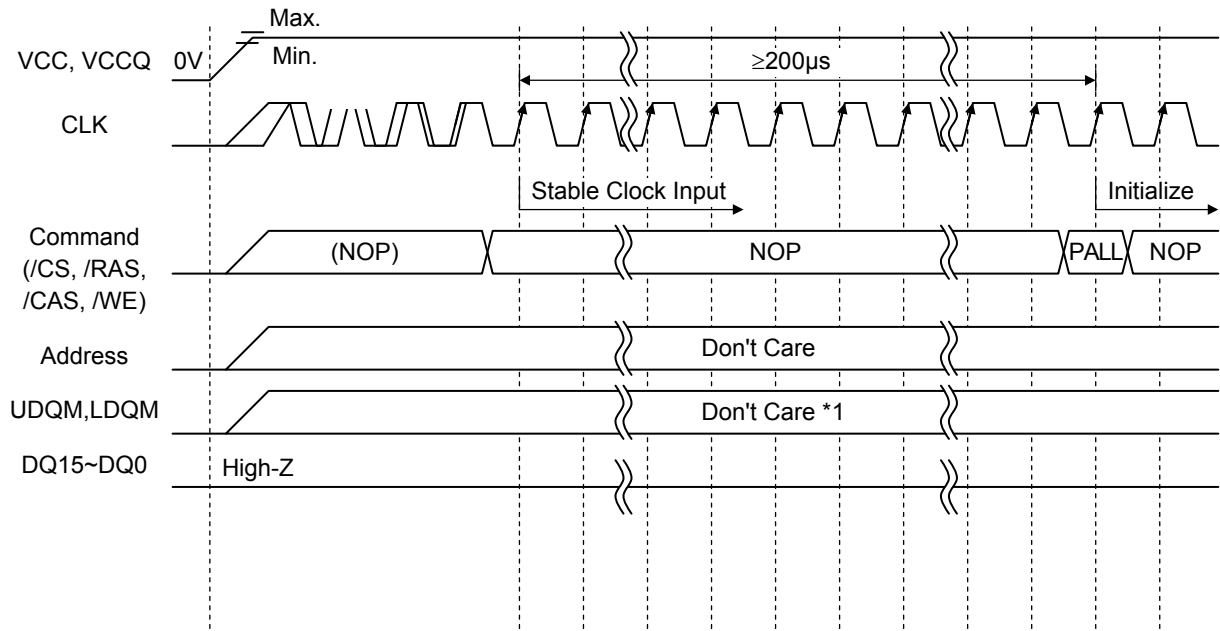 Max.
VCC, VCCQ 0V Min. ≥200µs
CLK
Stable Clock Input Initialize
Command
(/CS, /RAS,
/CAS, /WE)
(NOP) NOP PALL NOP
Address Don't Care
UDQM,LDQM Don't Care *1
DQ15~DQ0 High-Z